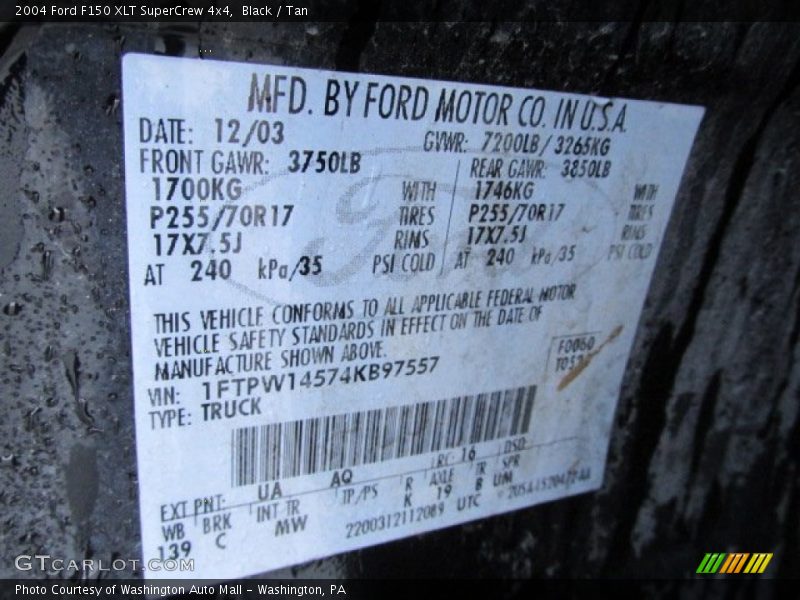 2004 Ford F150 XLT SuperCrew 4x4, Black / Tan
MFD. BY FORD MOTOR CO. IN U.S.A.
DATE: 12/03 GVWR: 7200LB / 3265KG
FRONT GAWR: 3750LB REAR GAWR: 3850LB
1700KG WITH 1746KG WITH
P255/70R17 TIRES P255/70R17 TIRES
17X7.5J RIMS 17X7.5J RIMS
AT 240 kPa/35 PSI COLD AT 240 kPa/35 PSI COLD
THIS VEHICLE CONFORMS TO ALL APPLICABLE FEDERAL MOTOR
VEHICLE SAFETY STANDARDS IN EFFECT ON THE DATE OF
MANUFACTURE SHOWN ABOVE.
F0060
VIN: 1FTPW14574KB97557
TYPE: TRUCK
EXT PNT: UA AQ RC: 16 DSO:
WB BRK INT TR TP/PS R AXLE TR SPR
139 C MW K 19 B UM
2200312112089 UTC
GTCARLOT.COM
Photo Courtesy of Washington Auto Mall - Washington, PA